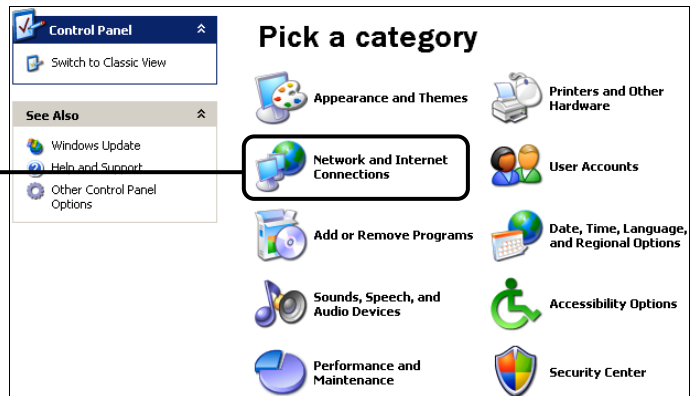 Control Panel
Switch to Classic View
See Also
Windows Update
Help and Support
Other Control Panel
Options
Pick a category
Appearance and Themes
Printers and Other
Hardware
Network and Internet
Connections
User Accounts
Add or Remove Programs
Date, Time, Language,
and Regional Options
Sounds, Speech, and
Audio Devices
Accessibility Options
Performance and
Maintenance
Security Center